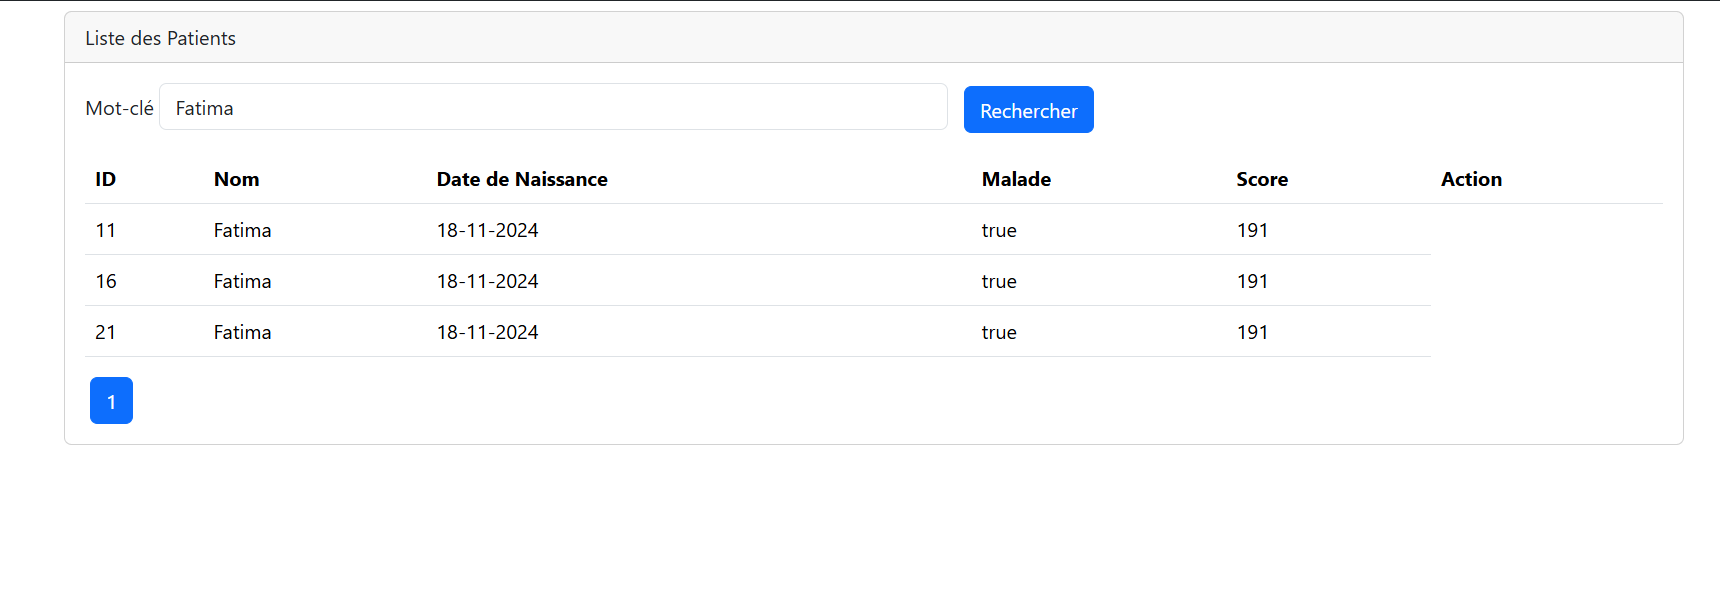 Liste des Patients
Mot-clé Fatima Rechercher
ID Nom Date de Naissance Malade Score Action
11 Fatima 18-11-2024 true 191
16 Fatima 18-11-2024 true 191
21 Fatima 18-11-2024 true 191
1